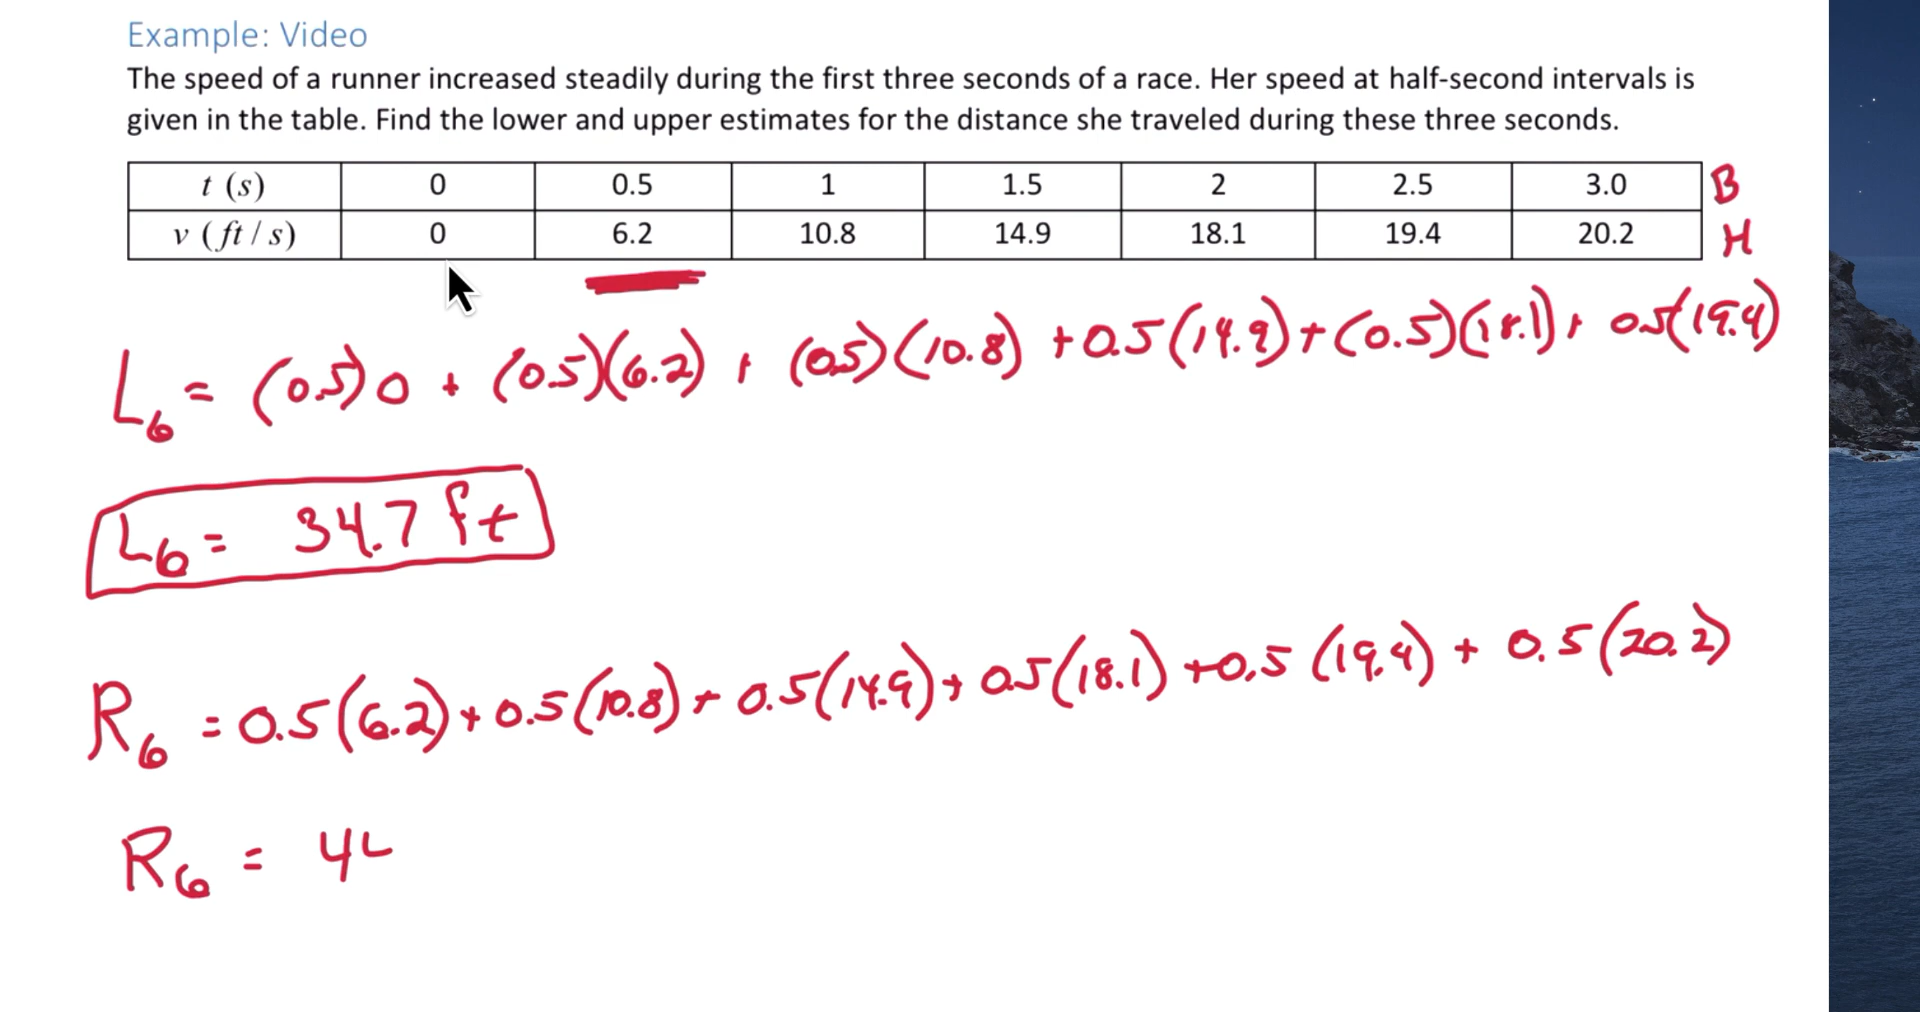 Example: Video
The speed of a runner increased steadily during the first three seconds of a race. Her speed at half-second intervals is
given in the table. Find the lower and upper estimates for the distance she traveled during these three seconds.
t (s) 0 0.5 1 1.5 2 2.5 3.0 B
v (ft / s) 0 6.2 10.8 14.9 18.1 19.4 20.2 H
L6 = (0.5)0 + (0.5)(6.2) + (0.5)(10.8) + 0.5(14.9) + (0.5)(18.1) + 0.5(19.4)
L6 = 34.7 ft
R6 = 0.5(6.2) + 0.5(10.8) + 0.5(14.9) + 0.5(18.1) + 0.5(19.4) + 0.5(20.2)
R6 = 4